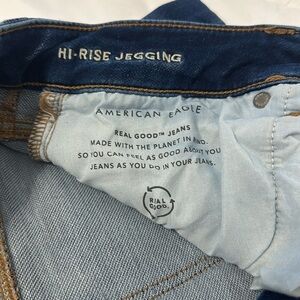 HI-RISE JEGGING
AMERICAN EAGLE
REAL GOOD™ JEANS
MADE WITH THE PLANET IN MIND.
SO YOU CAN FEEL AS GOOD ABOUT YOUR
JEANS AS YOU DO IN YOUR JEANS.
REAL
GOOD.